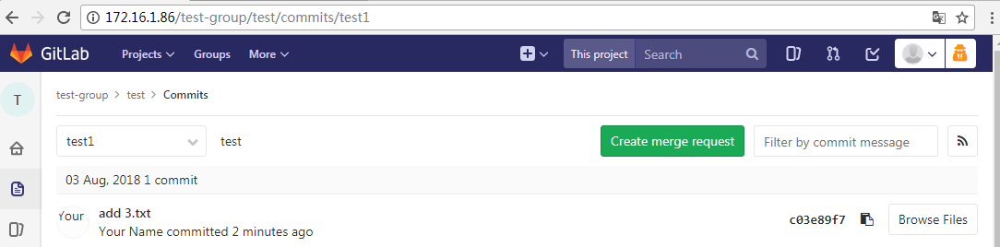 172.16.1.86/test-group/test/commits/test1
GitLab Projects Groups More This project Search
test-group > test > Commits
T
test1 test Create merge request Filter by commit message
03 Aug, 2018 1 commit
Your add 3.txt
Your Name committed 2 minutes ago c03e89f7 Browse Files